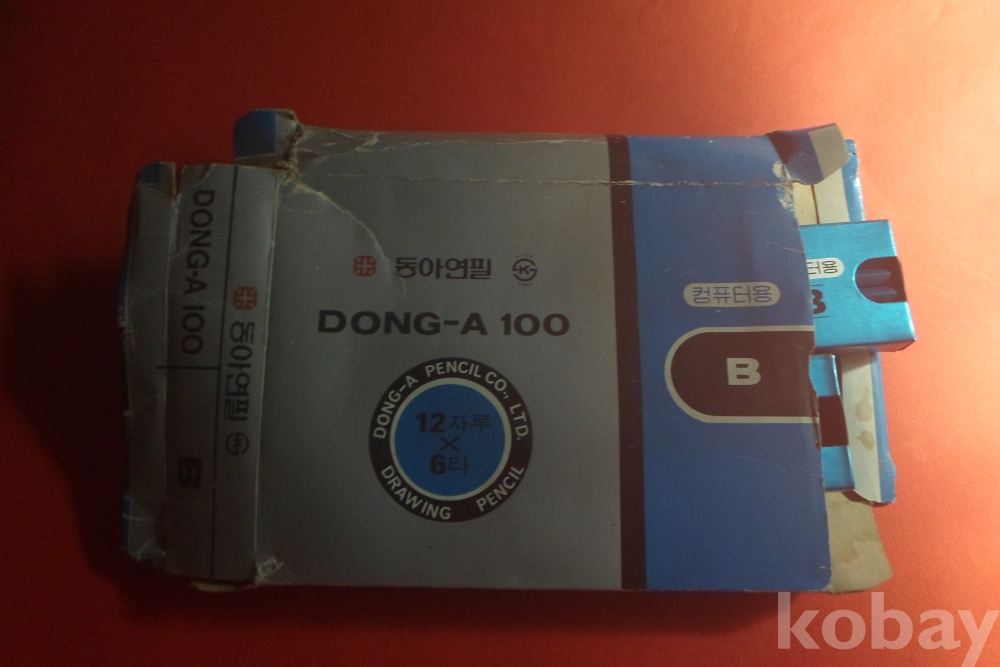 동아연필
DONG-A 100
DONG-A PENCIL CO., LTD.
12자루
×
6타
DRAWING PENCIL
컴퓨터용
B
DONG-A 100
B
동아연필
터용
B
kobay